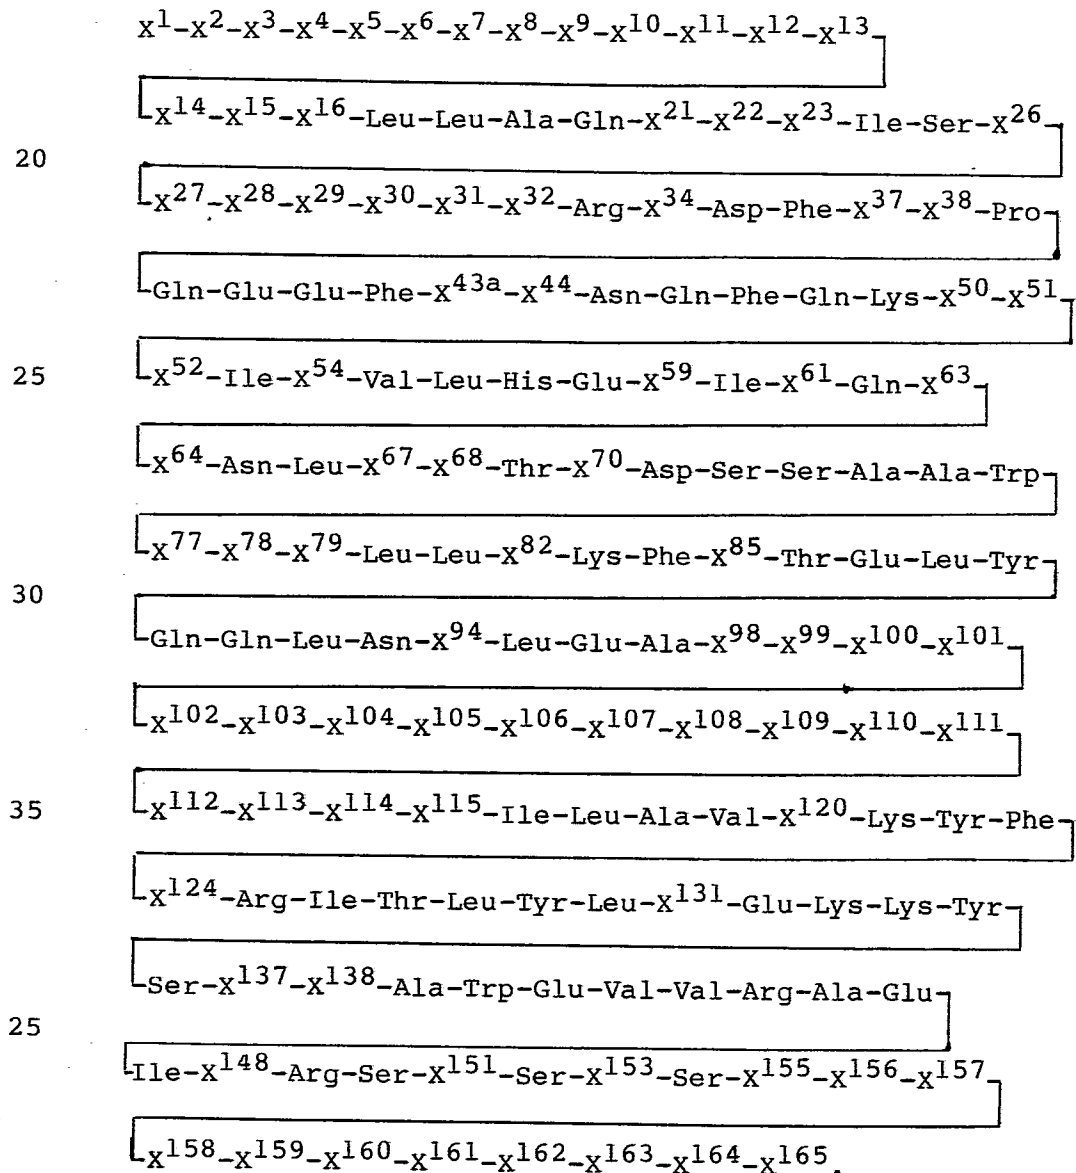 X1-X2-X3-X4-X5-X6-X7-X8-X9-X10-X11-X12-X13-
-X14-X15-X16-Leu-Leu-Ala-Gln-X21-X22-X23-Ile-Ser-X26-
20
-X27-X28-X29-X30-X31-X32-Arg-X34-Asp-Phe-X37-X38-Pro-
-Gln-Glu-Glu-Phe-X43a-X44-Asn-Gln-Phe-Gln-Lys-X50-X51-
25 -X52-Ile-X54-Val-Leu-His-Glu-X59-Ile-X61-Gln-X63-
-X64-Asn-Leu-X67-X68-Thr-X70-Asp-Ser-Ser-Ala-Ala-Trp-
-X77-X78-X79-Leu-Leu-X82-Lys-Phe-X85-Thr-Glu-Leu-Tyr-
30
-Gln-Gln-Leu-Asn-X94-Leu-Glu-Ala-X98-X99-X100-X101-
-X102-X103-X104-X105-X106-X107-X108-X109-X110-X111-
35 -X112-X113-X114-X115-Ile-Leu-Ala-Val-X120-Lys-Tyr-Phe-
-X124-Arg-Ile-Thr-Leu-Tyr-Leu-X131-Glu-Lys-Lys-Tyr-
-Ser-X137-X138-Ala-Trp-Glu-Val-Val-Arg-Ala-Glu-
25
-Ile-X148-Arg-Ser-X151-Ser-X153-Ser-X155-X156-X157-
-X158-X159-X160-X161-X162-X163-X164-X165.